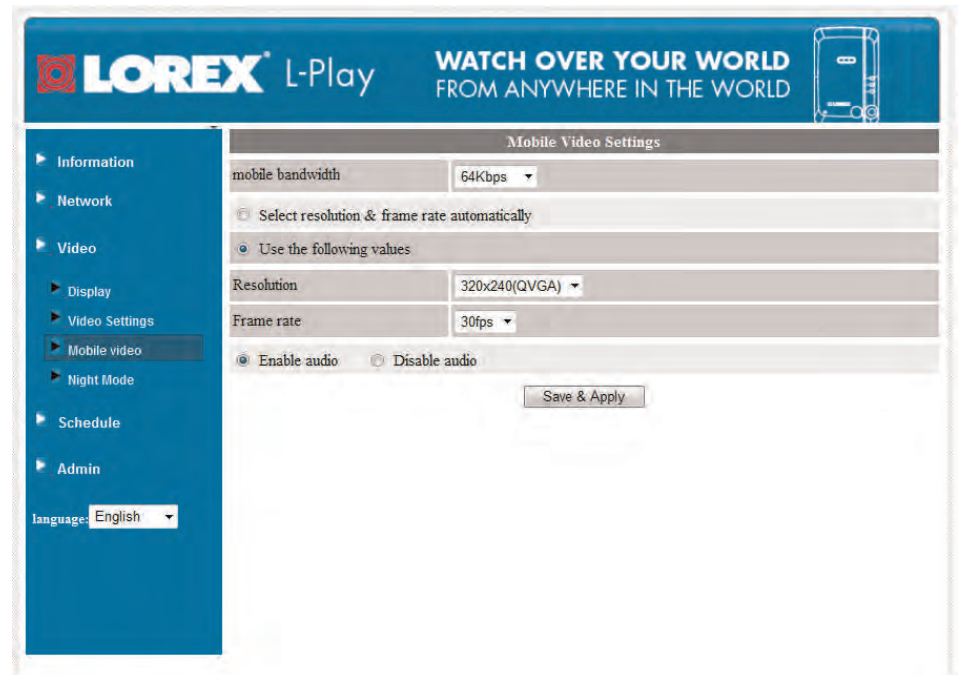 LOREX L-Play
WATCH OVER YOUR WORLD
FROM ANYWHERE IN THE WORLD
Information
Network
Video
Display
Video Settings
Mobile video
Night Mode
Schedule
Admin
language: English
Mobile Video Settings
mobile bandwidth 64Kbps
Select resolution & frame rate automatically
Use the following values
Resolution 320x240(QVGA)
Frame rate 30fps
Enable audio Disable audio
Save & Apply